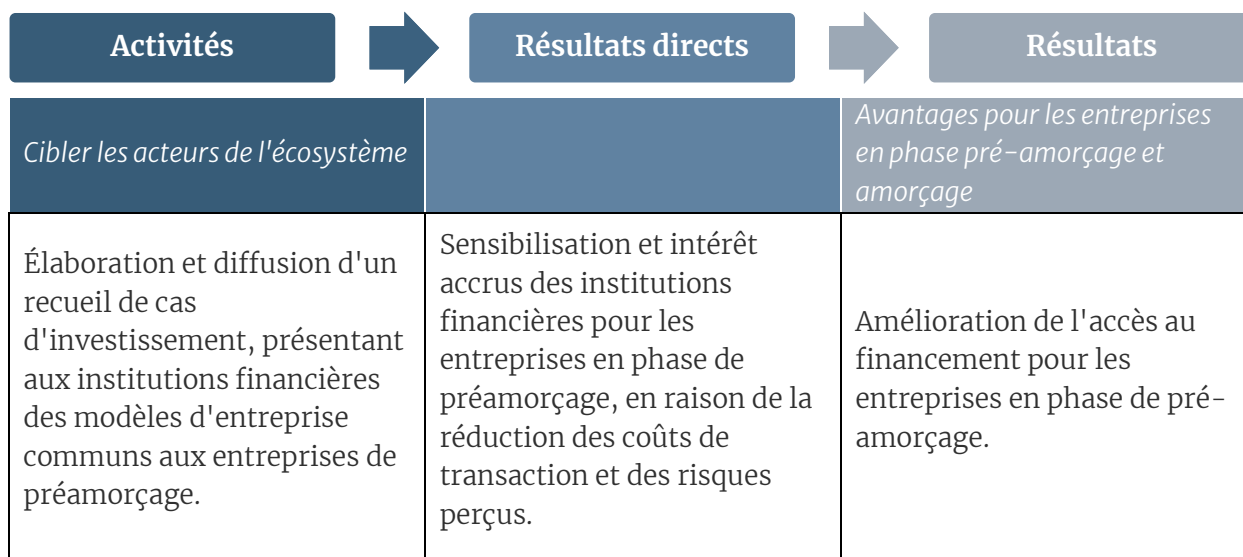 Activités
Résultats directs
Résultats
Cibler les acteurs de l'écosystème
Avantages pour les entreprises
en phase pré-amorçage et
amorçage
Élaboration et diffusion d'un
recueil de cas
d'investissement, présentant
aux institutions financières
des modèles d'entreprise
communs aux entreprises de
préamorçage.
Sensibilisation et intérêt
accrus des institutions
financières pour les
entreprises en phase de
préamorçage, en raison de la
réduction des coûts de
transaction et des risques
perçus.
Amélioration de l'accès au
financement pour les
entreprises en phase de pré-
amorçage.